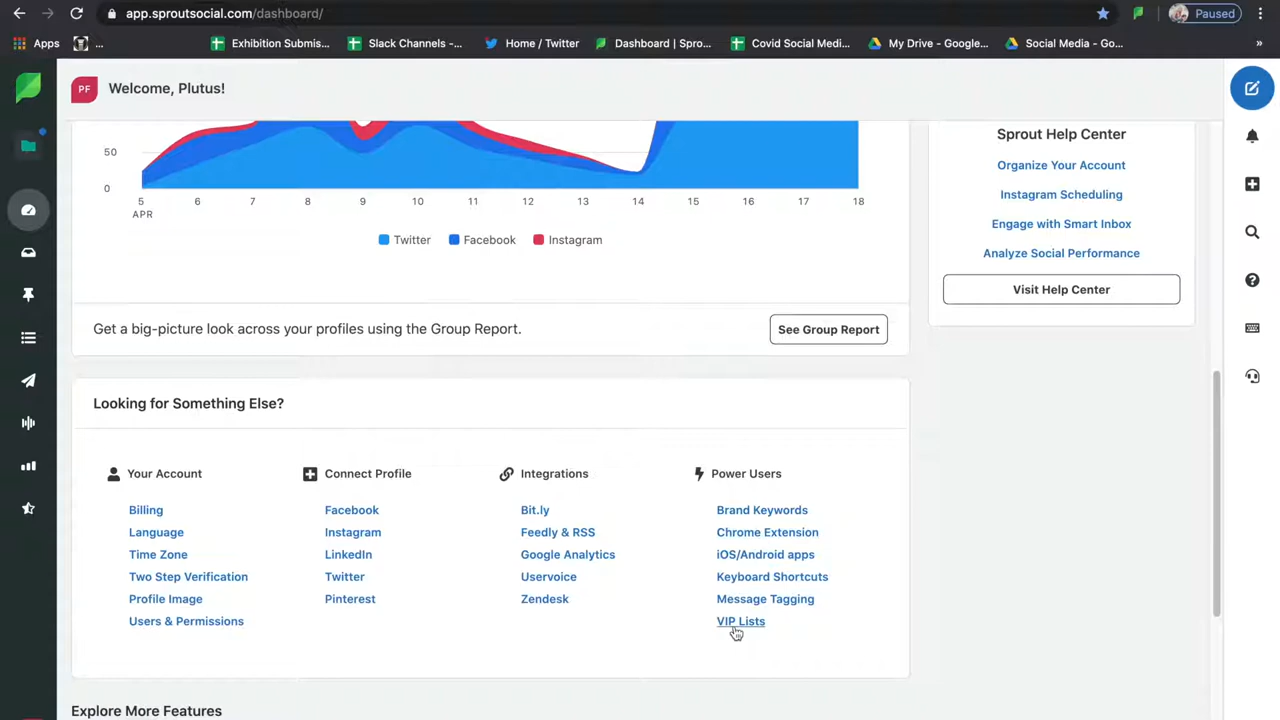 app.sproutsocial.com/dashboard/
Paused
Apps
Exhibition Submis...
Slack Channels -...
Home / Twitter
Dashboard | Spro...
Covid Social Medi...
My Drive - Google...
Social Media - Go...
»
PF
Welcome, Plutus!
50
0
5
6
7
8
9
10
11
12
13
14
15
16
17
18
APR
Twitter
Facebook
Instagram
Get a big-picture look across your profiles using the Group Report.
See Group Report
Sprout Help Center
Organize Your Account
Instagram Scheduling
Engage with Smart Inbox
Analyze Social Performance
Visit Help Center
Looking for Something Else?
Your Account
Billing
Language
Time Zone
Two Step Verification
Profile Image
Users & Permissions
Connect Profile
Facebook
Instagram
LinkedIn
Twitter
Pinterest
Integrations
Bit.ly
Feedly & RSS
Google Analytics
Uservoice
Zendesk
Power Users
Brand Keywords
Chrome Extension
iOS/Android apps
Keyboard Shortcuts
Message Tagging
VIP Lists
Explore More Features